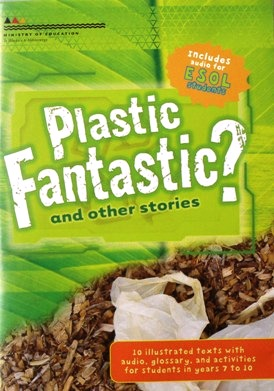 MINISTRY OF EDUCATION
Includes
audio for
ESOL
students
Plastic
Fantastic?
and other stories
10 illustrated texts with
audio, glossary, and activities
for students in years 7 to 10